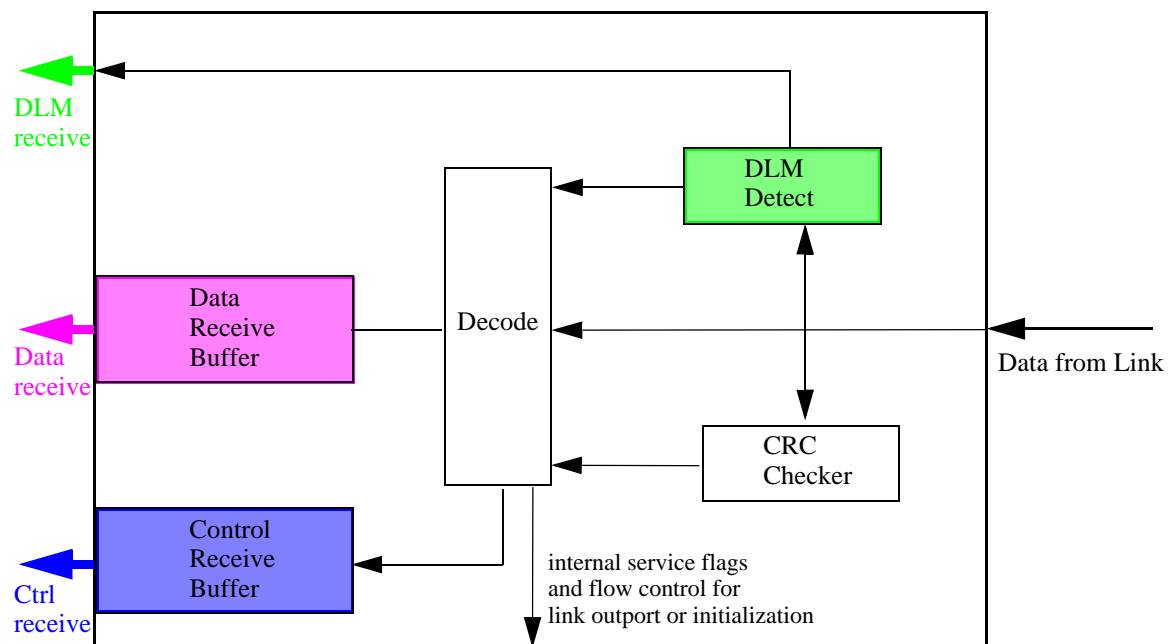 DLM
receive
DLM
Detect
Data
Receive
Buffer
Decode
Data
receive
Data from Link
CRC
Checker
Control
Receive
Buffer
internal service flags
and flow control for
link outport or initialization
Ctrl
receive